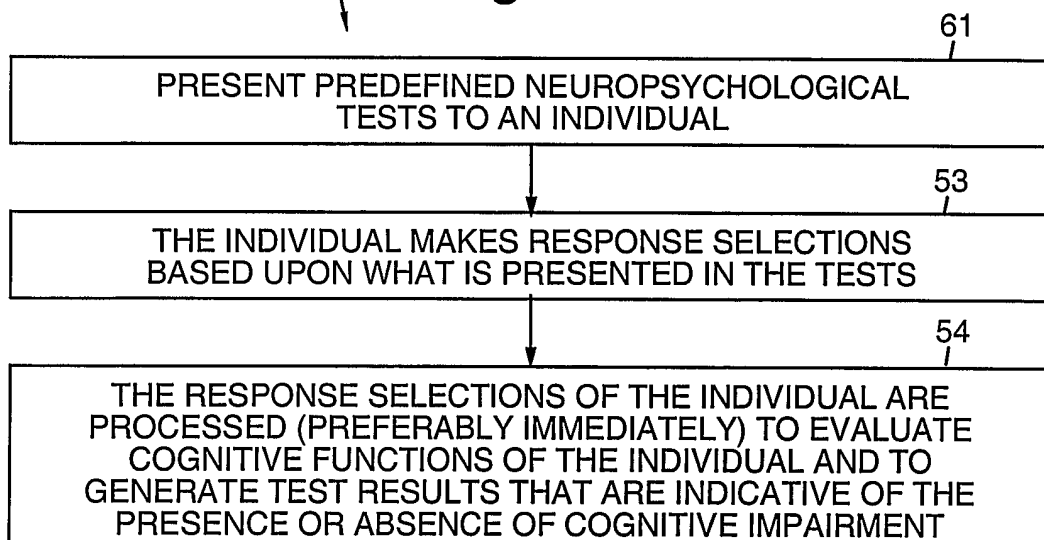 61
PRESENT PREDEFINED NEUROPSYCHOLOGICAL
TESTS TO AN INDIVIDUAL
53
THE INDIVIDUAL MAKES RESPONSE SELECTIONS
BASED UPON WHAT IS PRESENTED IN THE TESTS
54
THE RESPONSE SELECTIONS OF THE INDIVIDUAL ARE
PROCESSED (PREFERABLY IMMEDIATELY) TO EVALUATE
COGNITIVE FUNCTIONS OF THE INDIVIDUAL AND TO
GENERATE TEST RESULTS THAT ARE INDICATIVE OF THE
PRESENCE OR ABSENCE OF COGNITIVE IMPAIRMENT